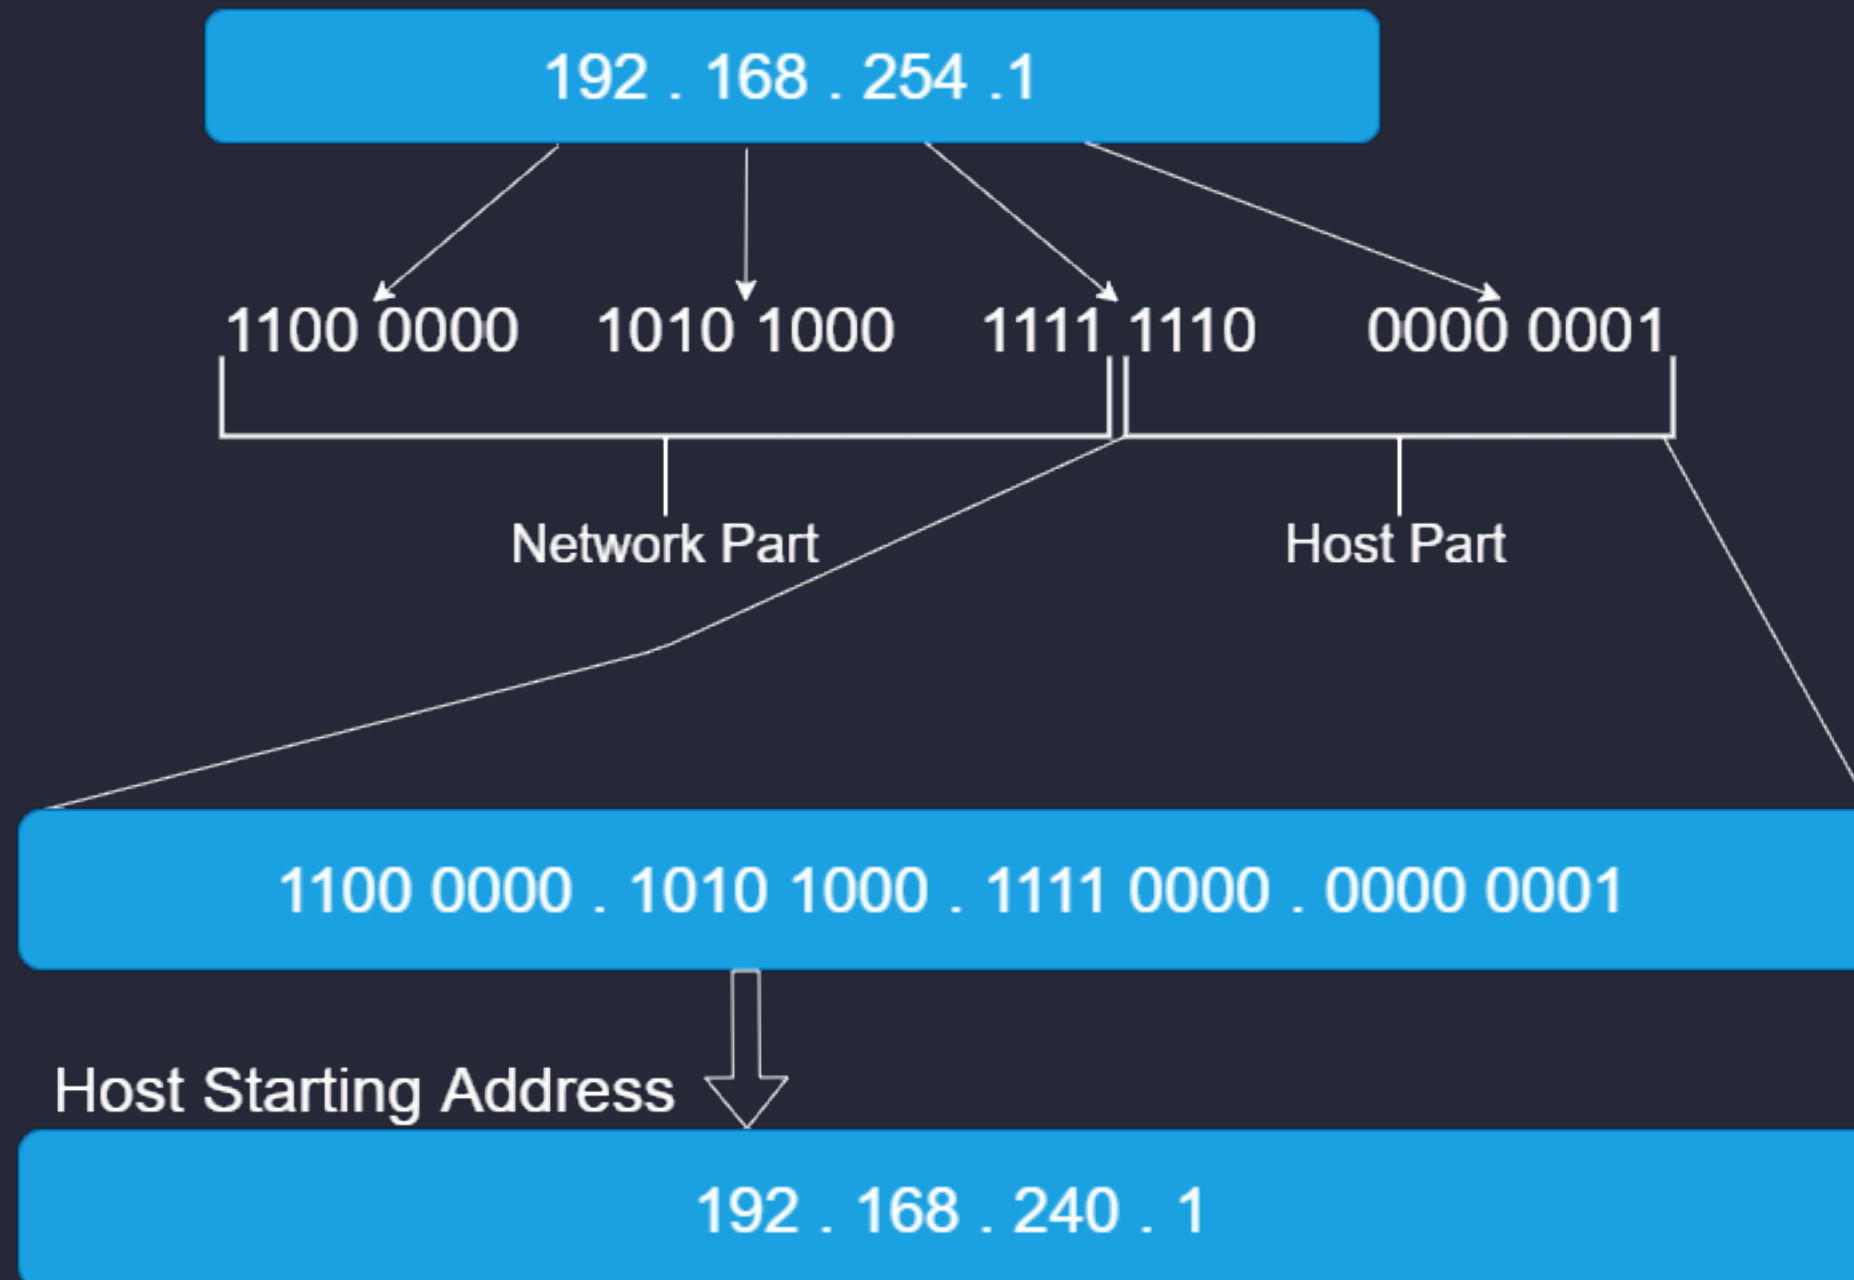 192 . 168 . 254 .1
1100 0000 1010 1000 1111 1110 0000 0001
Network Part Host Part
1100 0000 . 1010 1000 . 1111 0000 . 0000 0001
Host Starting Address
192 . 168 . 240 . 1